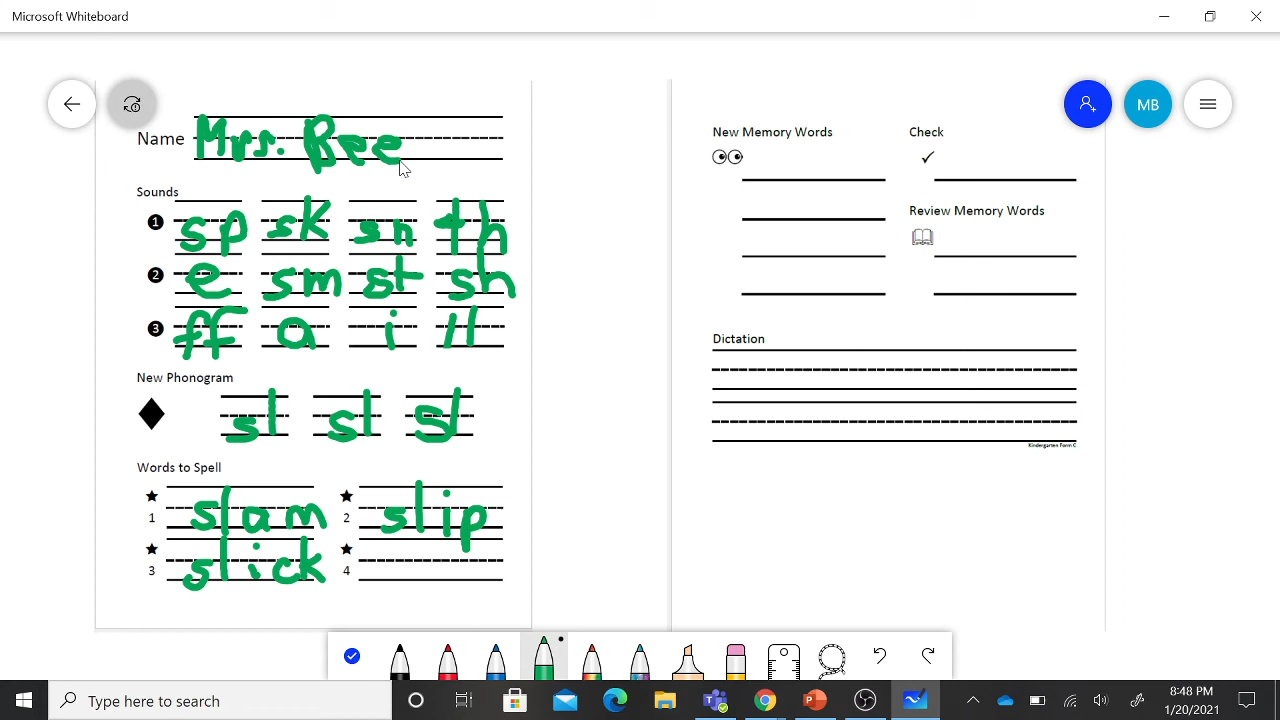 Microsoft Whiteboard
MB
Name Mrs. Bee
Sounds
1 sp sk sn th
2 e sm st sh
3 ff a i ll
New Phonogram
sl sl sl
Words to Spell
1 slam 2 slip
3 slick 4
New Memory Words
Check
Review Memory Words
Dictation
Kindergarten Form C
Type here to search
8:48 PM
1/20/2021